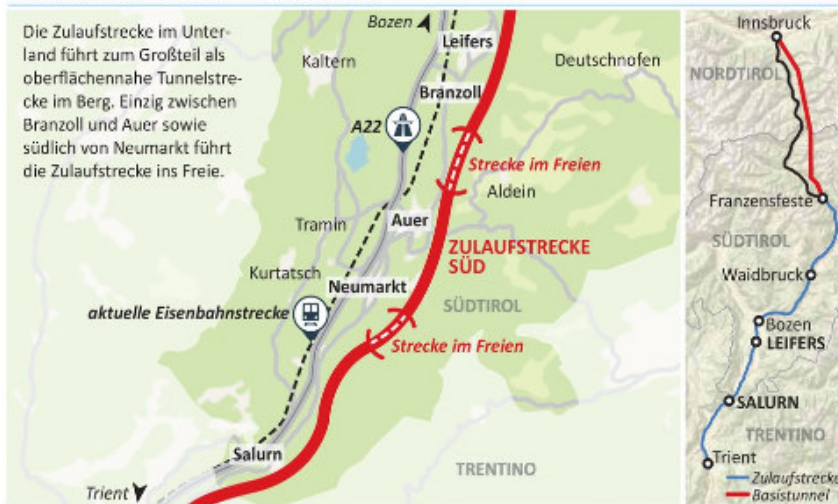 Die Zulaufstrecke im Unter-
land führt zum Großteil als
oberflächennahe Tunnelstre-
cke im Berg. Einzig zwischen
Branzoll und Auer sowie
südlich von Neumarkt führt
die Zulaufstrecke ins Freie.
Bozen
Leifers
Kaltern
Deutschnofen
Branzoll
A22
Strecke im Freien
Aldein
Tramin
Auer
ZULAUFSTRECKE
SÜD
Kurtatsch
Neumarkt
SÜDTIROL
aktuelle Eisenbahnstrecke
Strecke im Freien
Salurn
TRENTINO
Trient
Innsbruck
NORDTIROL
Franzensfeste
SÜDTIROL
Waidbruck
Bozen
LEIFERS
SALURN
TRENTINO
Trient
Zulaufstrecke
Basistunnel